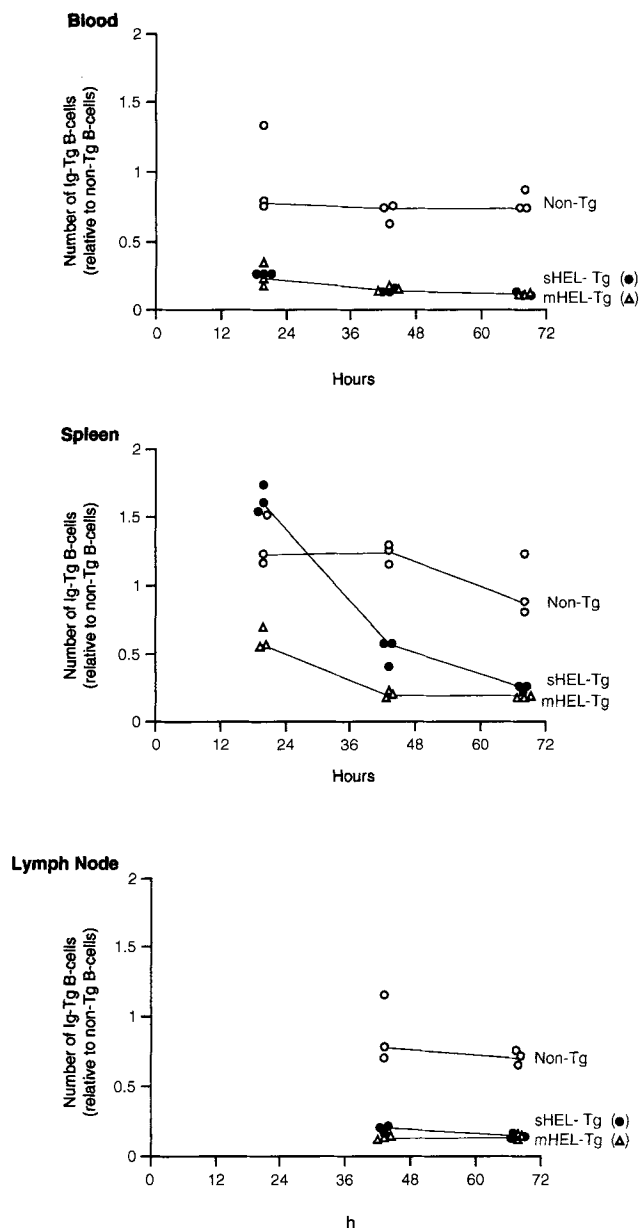 Blood
Number of Ig-Tg B-cells
(relative to non-Tg B-cells)
2
1.5
1
0.5
0
Non-Tg
sHEL- Tg (●)
mHEL-Tg (△)
0 12 24 36 48 60 72
Hours
Spleen
Number of Ig-Tg B-cells
(relative to non-Tg B-cells)
2
1.5
1
0.5
0
Non-Tg
sHEL-Tg
mHEL-Tg
0 12 24 36 48 60 72
Hours
Lymph Node
Number of Ig-Tg B-cells
(relative to non-Tg B-cells)
2
1.5
1
0.5
0
Non-Tg
sHEL- Tg (●)
mHEL-Tg (△)
0 12 24 36 48 60 72
h